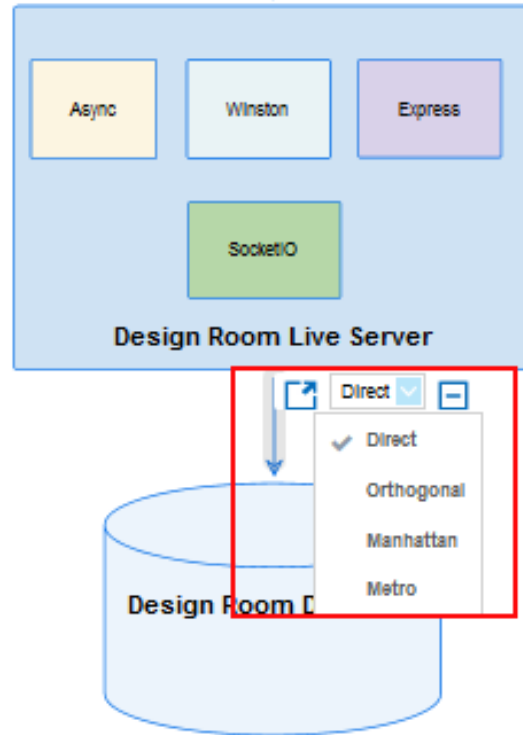 Async
Winston
Express
SocketIO
Design Room Live Server
Direct
Direct
Orthogonal
Manhattan
Metro
Design Room D